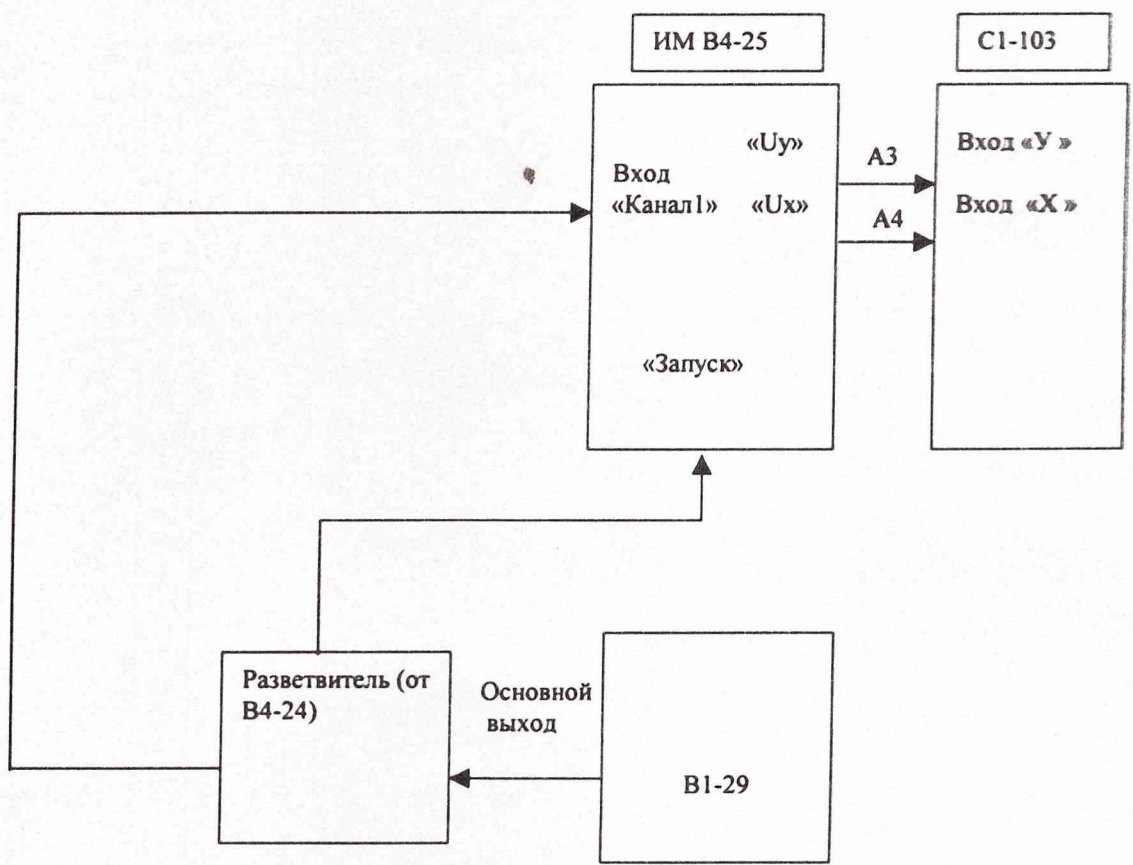 ИМ В4-25
С1-103
«Uy»
Вход
«Канал1» «Ux»
«Запуск»
А3
А4
Вход «У »
Вход «Х »
Разветвитель (от
В4-24)
Основной
выход
В1-29